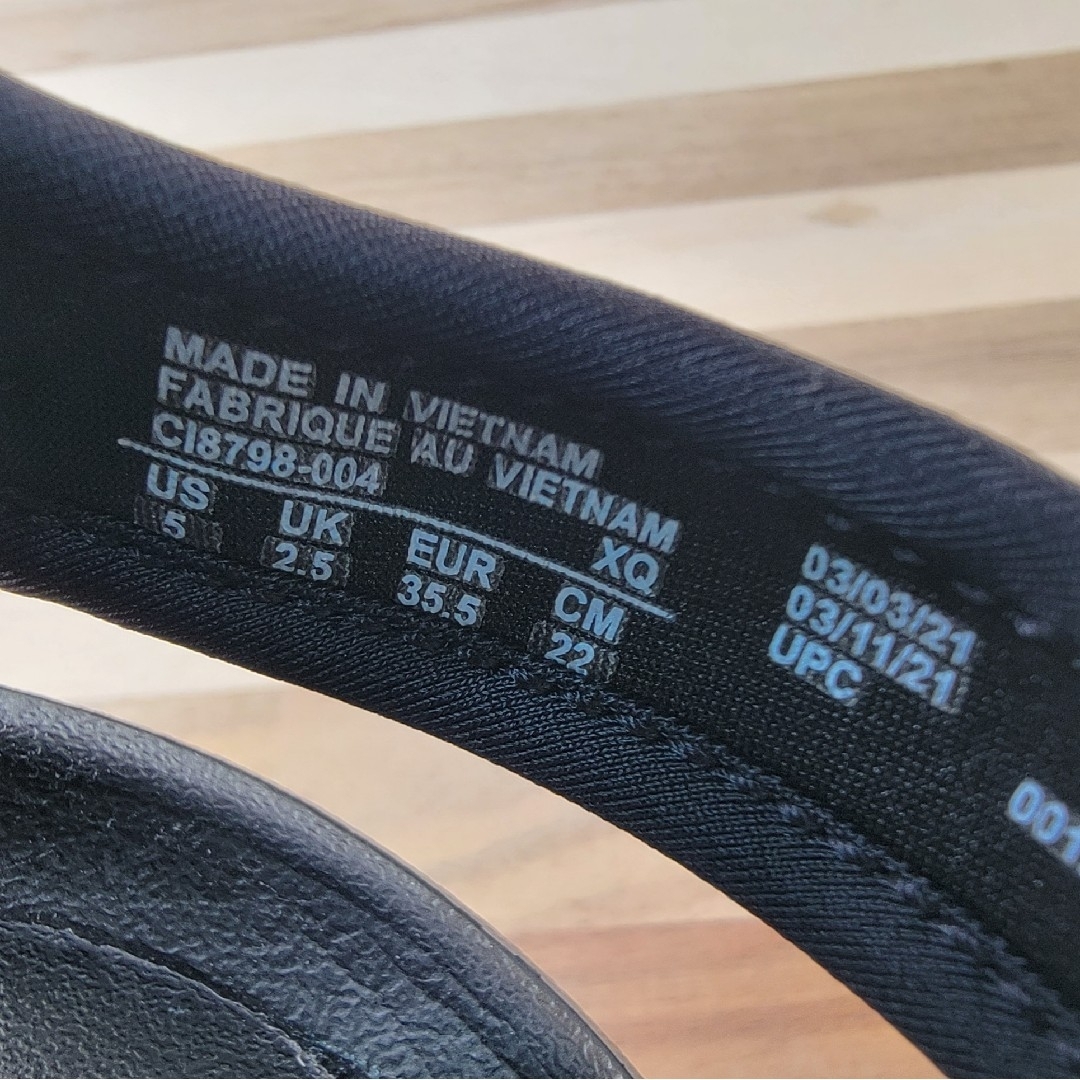 MADE IN VIETNAM
FABRIQUE AU VIETNAM
CI8798-004 XQ
US UK EUR CM
5 2.5 35.5 22
03/03/21
03/11/21
UPC